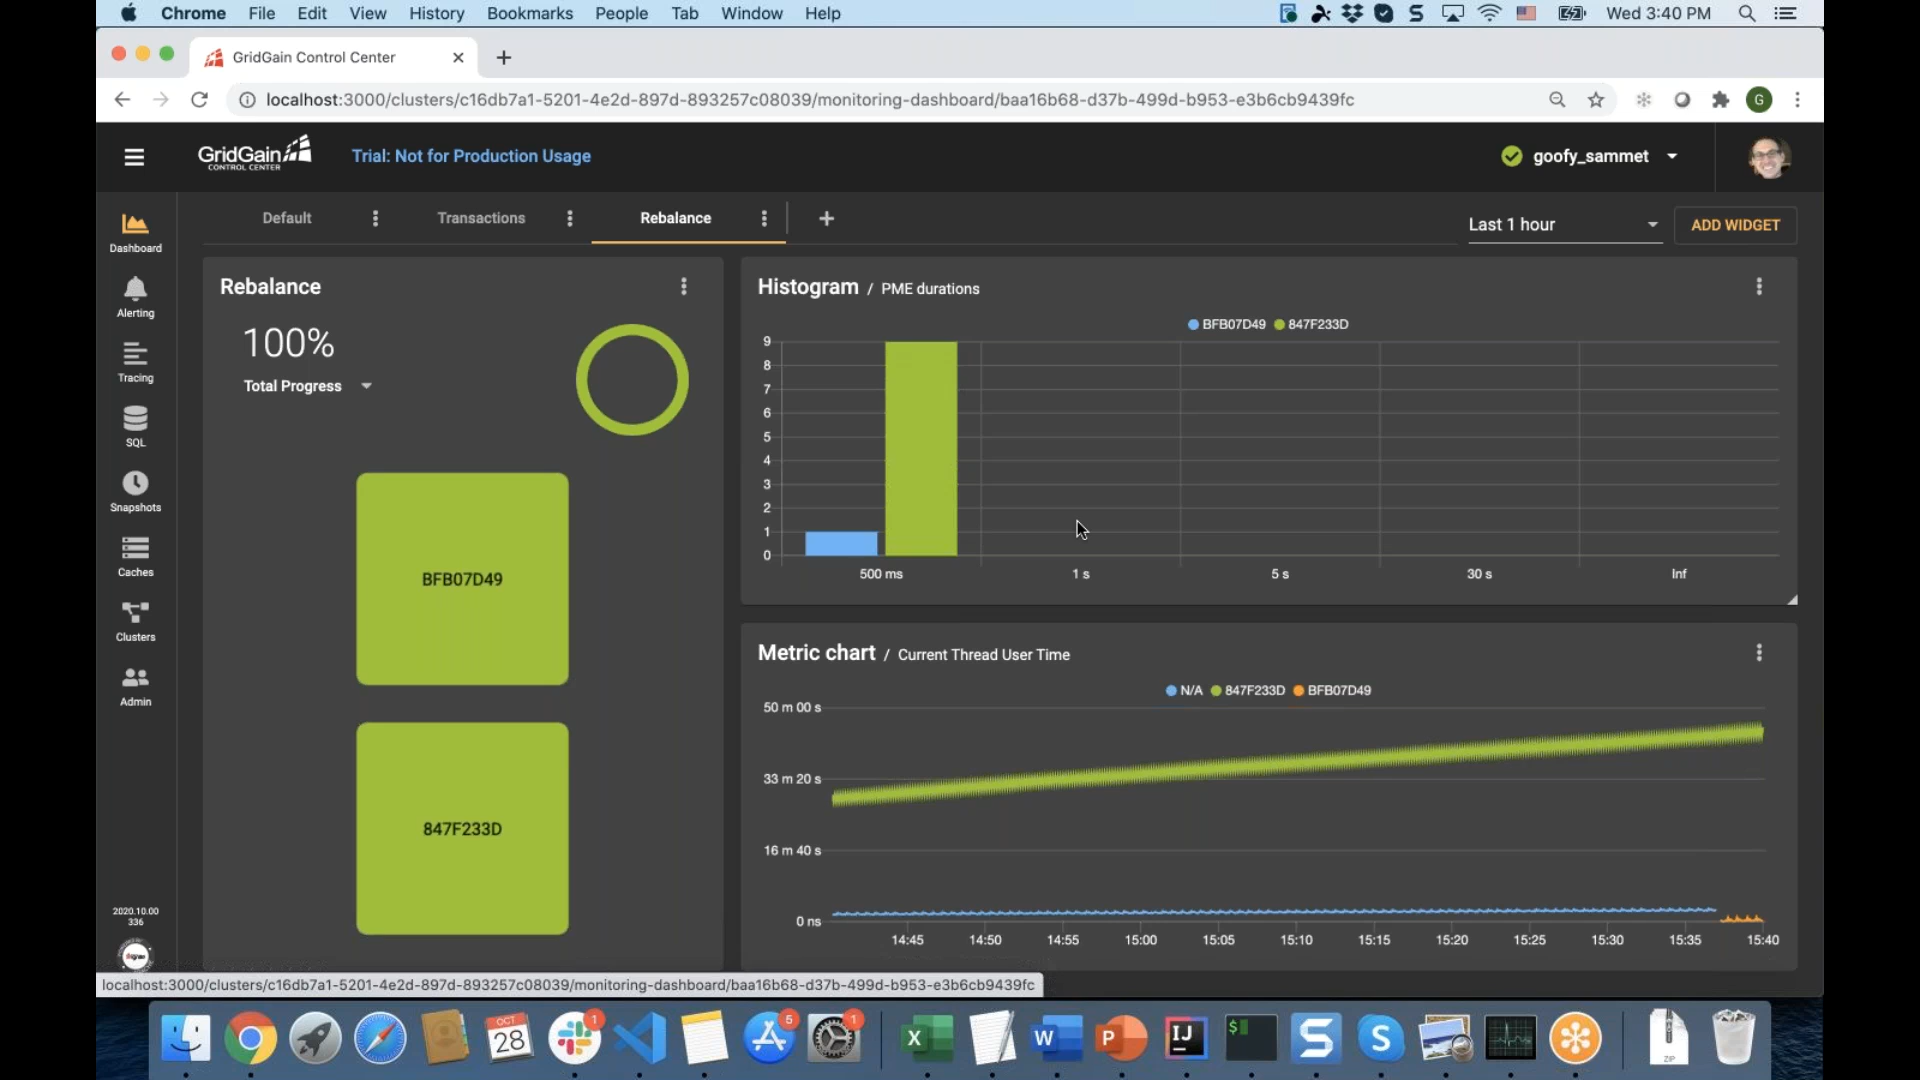 Chrome File Edit View History Bookmarks People Tab Window Help Wed 3:40 PM
GridGain Control Center
localhost:3000/clusters/c16db7a1-5201-4e2d-897d-893257c08039/monitoring-dashboard/baa16b68-d37b-499d-b953-e3b6cb9439fc
G
GridGain
CONTROL CENTER
Trial: Not for Production Usage
goofy_sammet
Default Transactions Rebalance
Last 1 hour
ADD WIDGET
Dashboard
Alerting
Tracing
SQL
Snapshots
Caches
Clusters
Admin
2020.10.00
336
Rebalance
100%
Total Progress
BFB07D49
847F233D
Histogram / PME durations
BFB07D49 847F233D
9
8
7
6
5
4
3
2
1
0
500 ms 1 s 5 s 30 s Inf
Metric chart / Current Thread User Time
N/A 847F233D BFB07D49
50 m 00 s
33 m 20 s
16 m 40 s
0 ns
14:45 14:50 14:55 15:00 15:05 15:10 15:15 15:20 15:25 15:30 15:35 15:40
localhost:3000/clusters/c16db7a1-5201-4e2d-897d-893257c08039/monitoring-dashboard/baa16b68-d37b-499d-b953-e3b6cb9439fc
OCT
28
1
5
1
X
W
P
IJ
$
S
S
ZIP